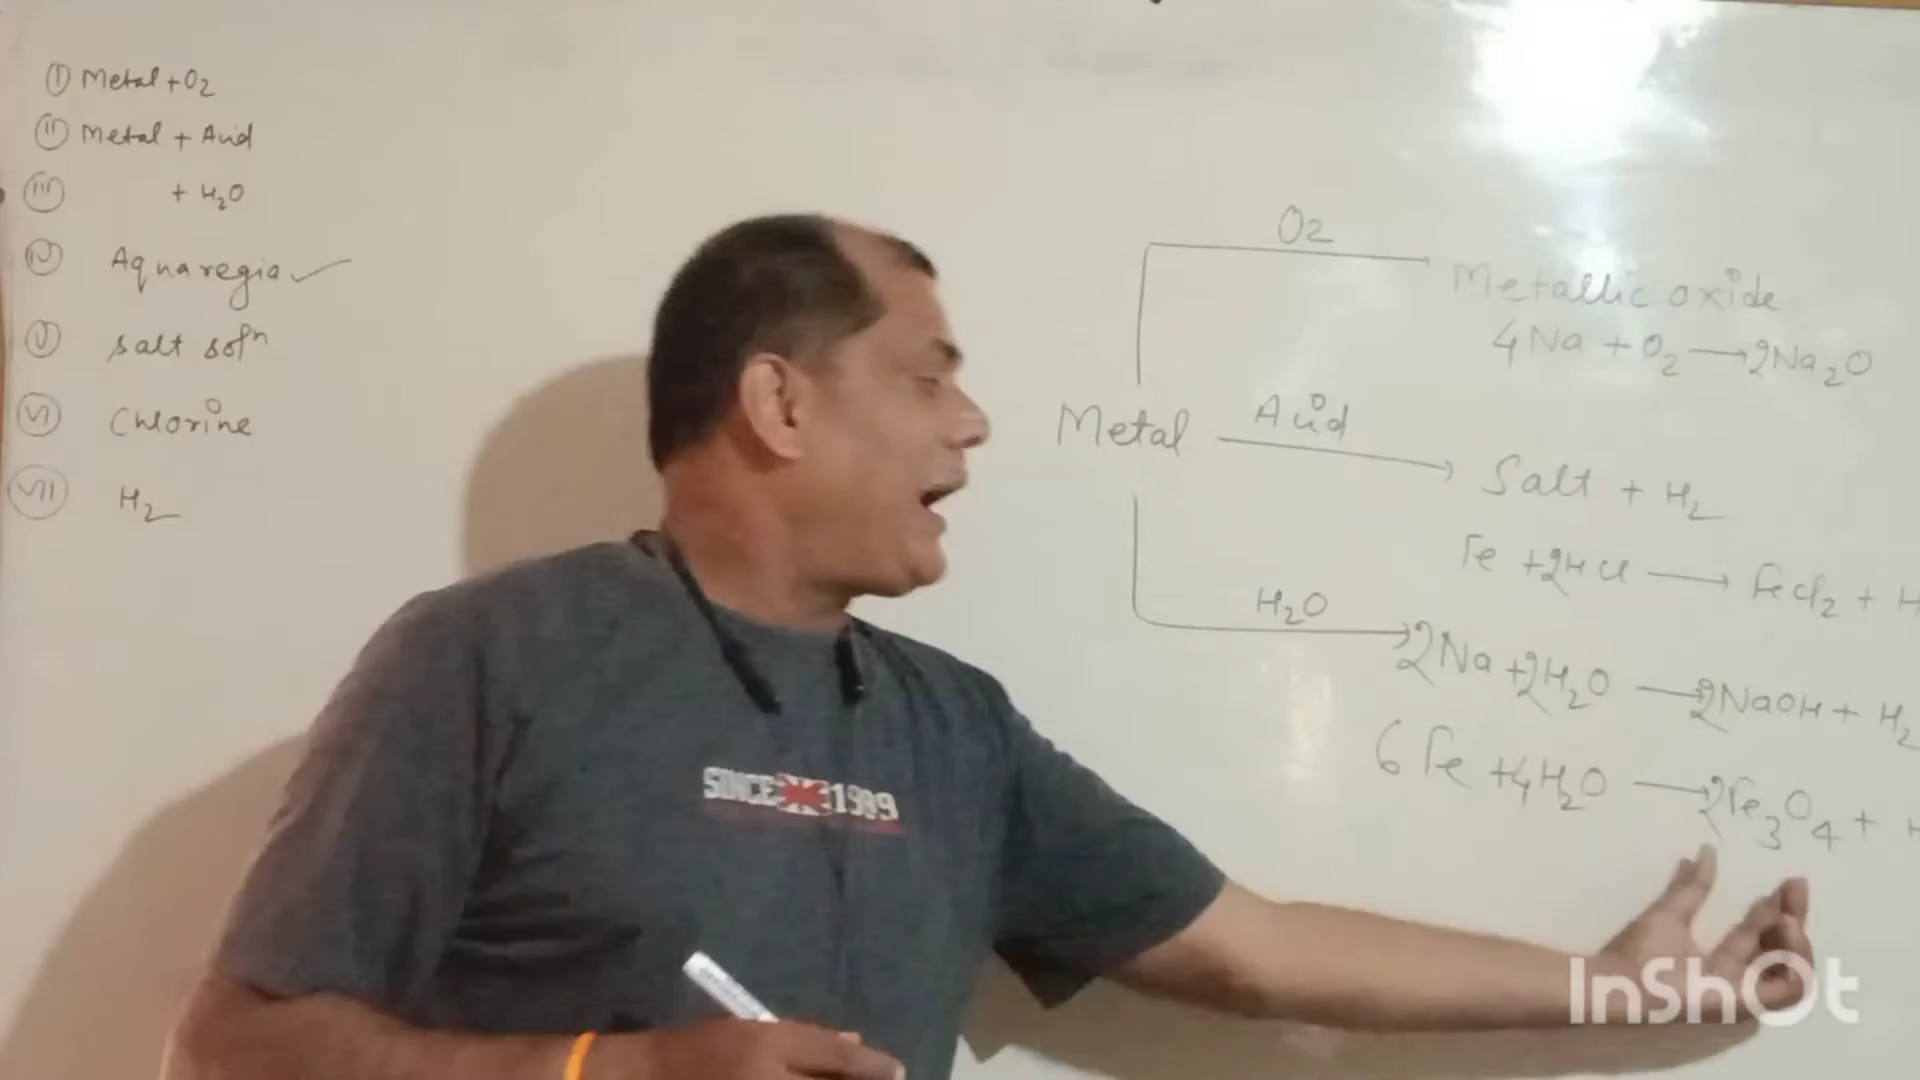 (I) Metal + O2
(II) Metal + Acid
(III) + H2O
(IV) Aquaregia ✓
(V) Salt solⁿ
(VI) Chlorine
(VII) H2
O2
Metallic oxide
4Na + O2 → 2Na2O
Metal Acid → Salt + H2
Fe + 2HCl → FeCl2 + H
H2O
2Na + 2H2O → 2NaOH + H2
6Fe + 4H2O → 2Fe3O4 + H
SINCE 1989
InShOt